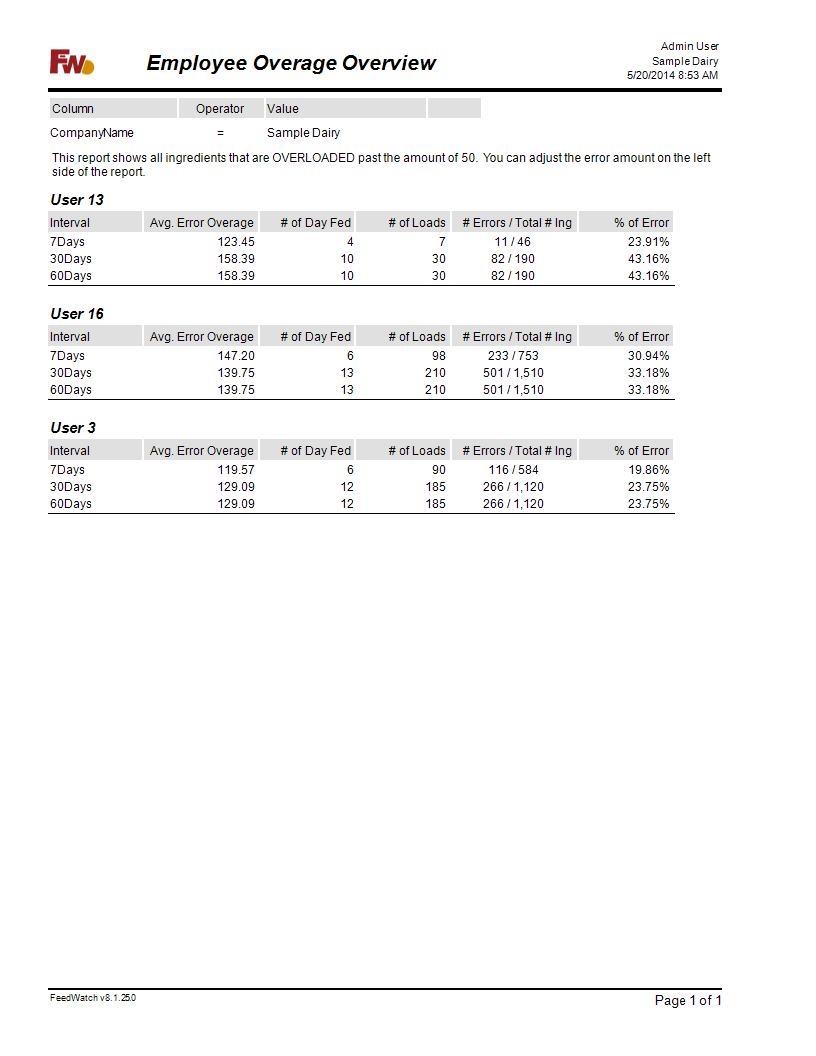 FW
Employee Overage Overview
Admin User
Sample Dairy
5/20/2014 8:53 AM
Column Operator Value
CompanyName = Sample Dairy
This report shows all ingredients that are OVERLOADED past the amount of 50. You can adjust the error amount on the left
side of the report.
User 13
Interval Avg. Error Overage # of Day Fed # of Loads # Errors / Total # Ing % of Error
7Days 123.45 4 7 11 / 46 23.91%
30Days 158.39 10 30 82 / 190 43.16%
60Days 158.39 10 30 82 / 190 43.16%
User 16
Interval Avg. Error Overage # of Day Fed # of Loads # Errors / Total # Ing % of Error
7Days 147.20 6 98 233 / 753 30.94%
30Days 139.75 13 210 501 / 1,510 33.18%
60Days 139.75 13 210 501 / 1,510 33.18%
User 3
Interval Avg. Error Overage # of Day Fed # of Loads # Errors / Total # Ing % of Error
7Days 119.57 6 90 116 / 584 19.86%
30Days 129.09 12 185 266 / 1,120 23.75%
60Days 129.09 12 185 266 / 1,120 23.75%
FeedWatch v8.1.25.0
Page 1 of 1